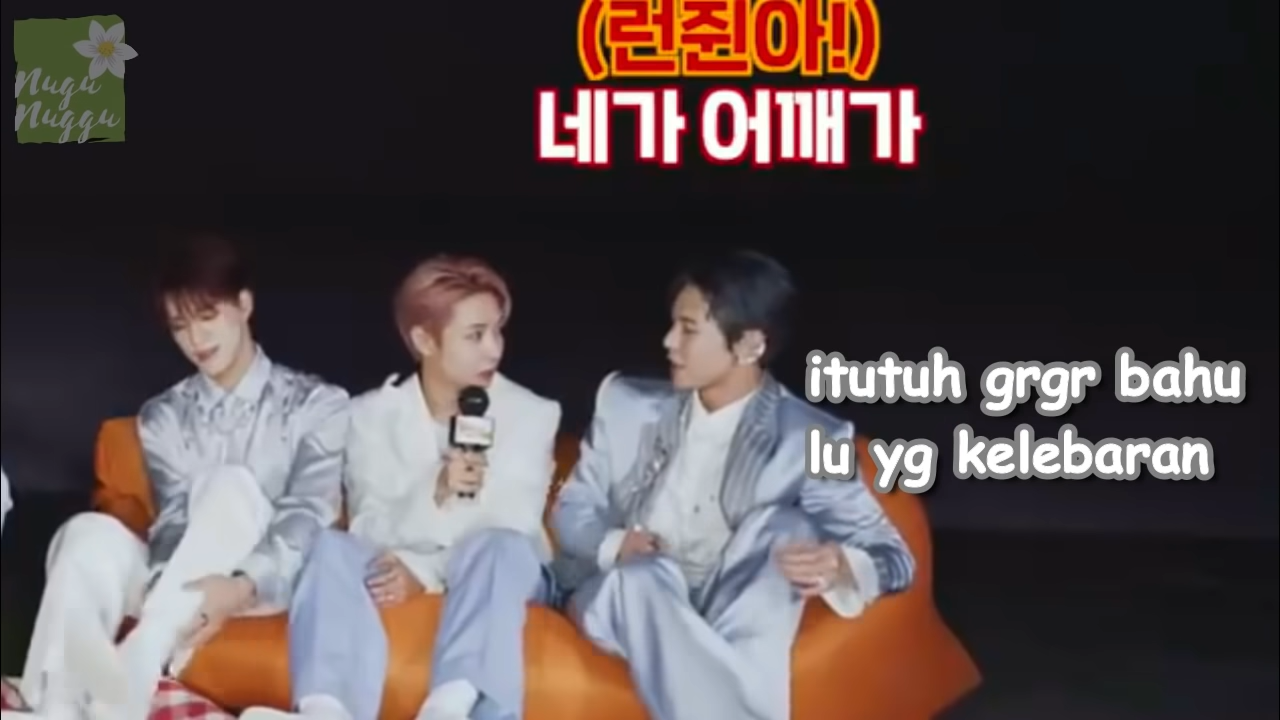 Nugu
Nuggu
(런쥔아!)
네가 어깨가
itutuh grgr bahu
lu yg kelebaran